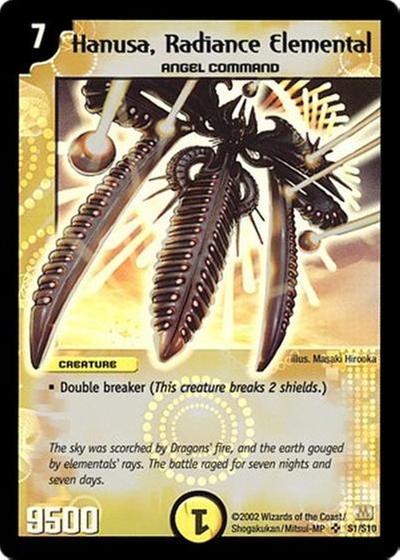 7
Hanusa, Radiance Elemental
ANGEL COMMAND
illus. Masaki Hirooka
CREATURE
▪ Double breaker (This creature breaks 2 shields.)
The sky was scorched by Dragons' fire, and the earth gouged
by elementals' rays. The battle raged for seven nights and
seven days.
9500
1
©2002 Wizards of the Coast/
Shogakukan/Mitsui-MP
S1/S10